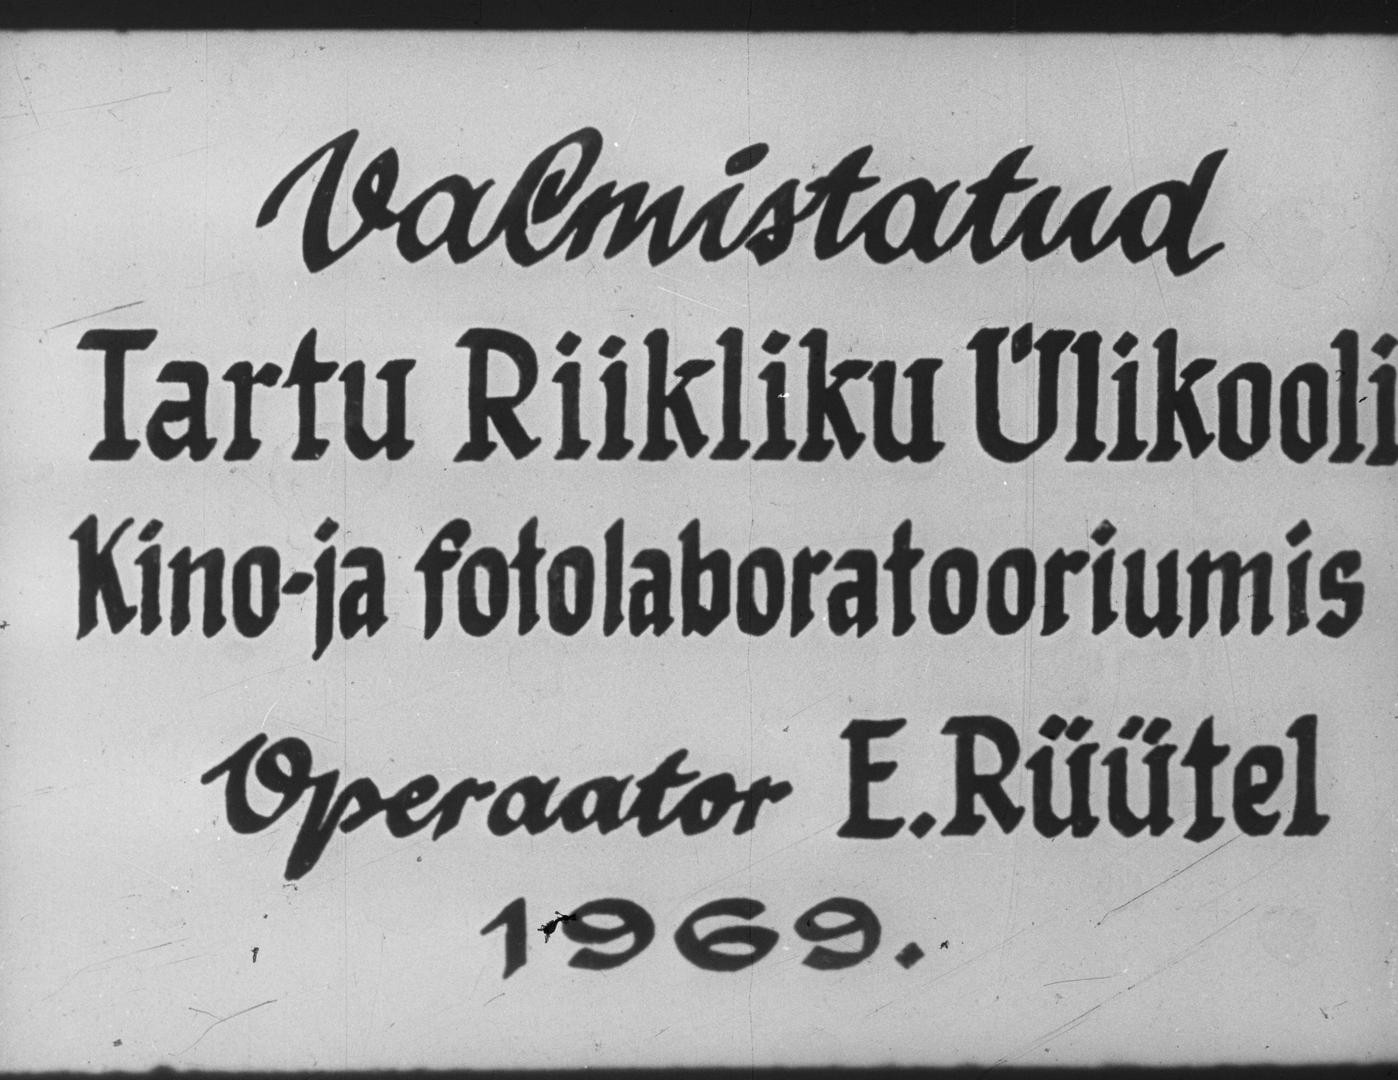 Valmistatud
Tartu Riikliku Ülikooli
Kino-ja fotolaboratooriumis
Operaator E.Rüütel
1969.